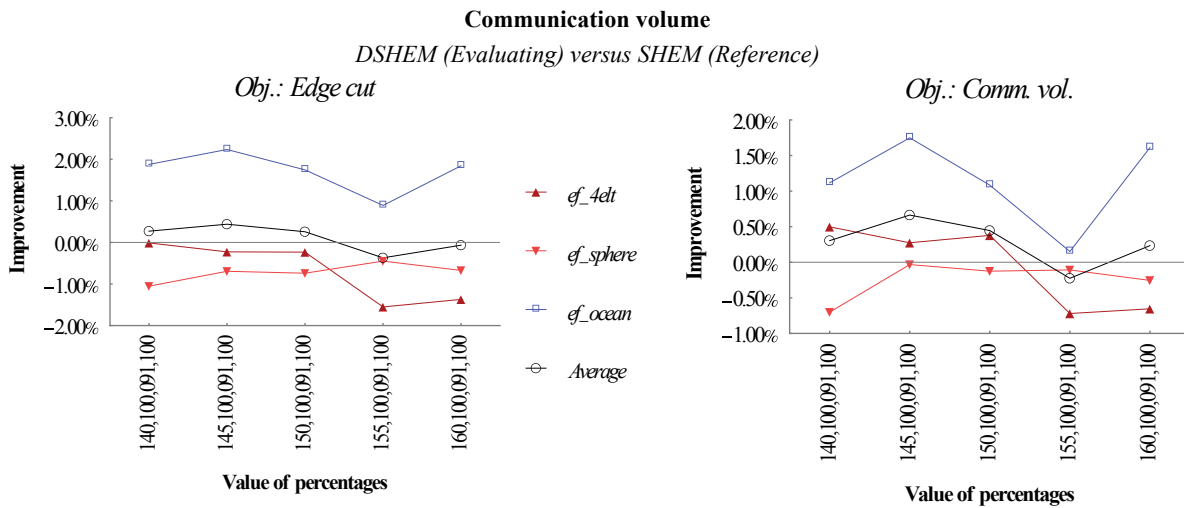 Communication volume
DSHEM (Evaluating) versus SHEM (Reference)
Obj.: Edge cut
Improvement
3.00%
2.00%
1.00%
0.00%
−1.00%
−2.00%
140,100,091,100
145,100,091,100
150,100,091,100
155,100,091,100
160,100,091,100
Value of percentages
ef_4elt
ef_sphere
ef_ocean
Average
Obj.: Comm. vol.
Improvement
2.00%
1.50%
1.00%
0.50%
0.00%
−0.50%
−1.00%
140,100,091,100
145,100,091,100
150,100,091,100
155,100,091,100
160,100,091,100
Value of percentages